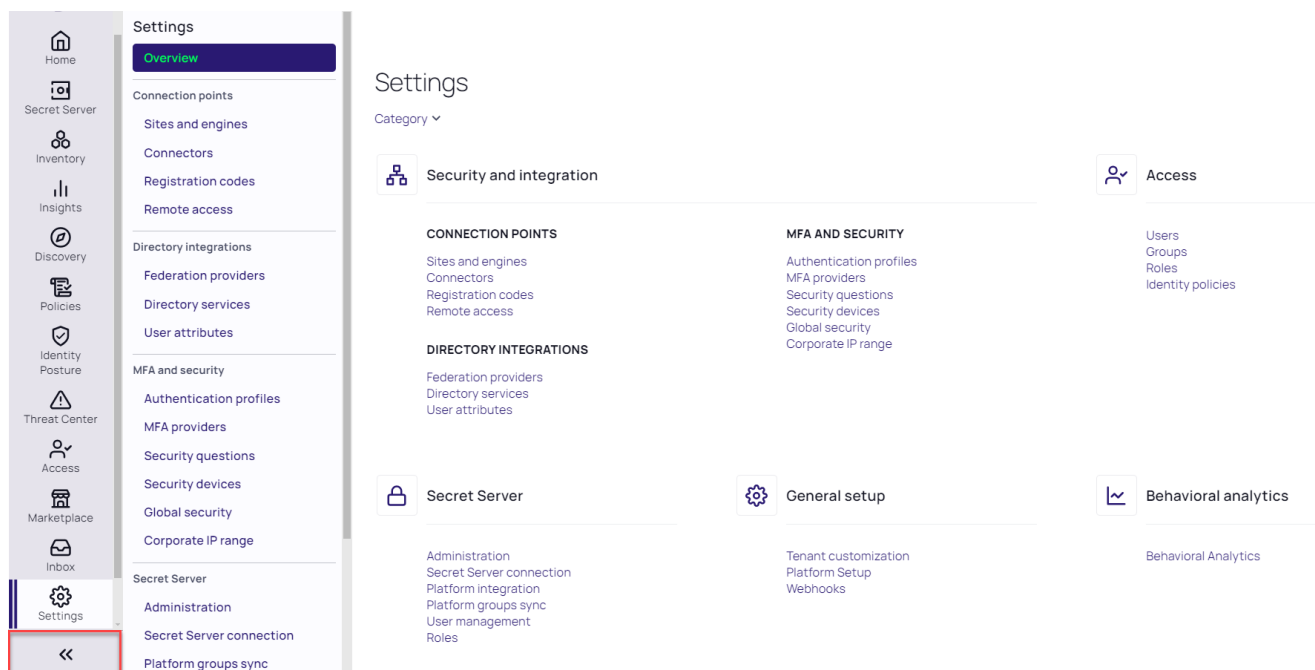 Home
Secret Server
Inventory
Insights
Discovery
Policies
Identity
Posture
Threat Center
Access
Marketplace
Inbox
Settings
Settings
Overview
Connection points
Sites and engines
Connectors
Registration codes
Remote access
Directory integrations
Federation providers
Directory services
User attributes
MFA and security
Authentication profiles
MFA providers
Security questions
Security devices
Global security
Corporate IP range
Secret Server
Administration
Secret Server connection
Platform groups sync
Settings
Category
Security and integration
CONNECTION POINTS
Sites and engines
Connectors
Registration codes
Remote access
DIRECTORY INTEGRATIONS
Federation providers
Directory services
User attributes
MFA AND SECURITY
Authentication profiles
MFA providers
Security questions
Security devices
Global security
Corporate IP range
Access
Users
Groups
Roles
Identity policies
Secret Server
Administration
Secret Server connection
Platform integration
Platform groups sync
User management
Roles
General setup
Tenant customization
Platform Setup
Webhooks
Behavioral analytics
Behavioral Analytics